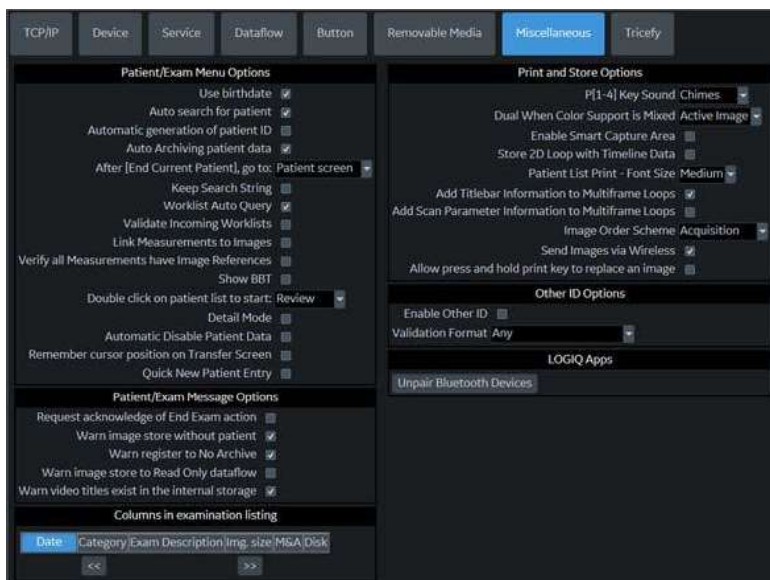 TCP/IP Device Service Dataflow Button Removable Media Miscellaneous Tricefy
Patient/Exam Menu Options
Use birthdate
Auto search for patient
Automatic generation of patient ID
Auto Archiving patient data
After [End Current Patient], go to: Patient screen
Keep Search String
Worklist Auto Query
Validate Incoming Worklists
Link Measurements to Images
Verify all Measurements have Image References
Show BBT
Double click on patient list to start: Review
Detail Mode
Automatic Disable Patient Data
Remember cursor position on Transfer Screen
Quick New Patient Entry
Patient/Exam Message Options
Request acknowledge of End Exam action
Warn image store without patient
Warn register to No Archive
Warn image store to Read Only dataflow
Warn video titles exist in the internal storage
Columns in examination listing
Date Category Exam Description Img. size M&A Disk
<< >>
Print and Store Options
P[1-4] Key Sound Chimes
Dual When Color Support is Mixed Active Image
Enable Smart Capture Area
Store 2D Loop with Timeline Data
Patient List Print - Font Size Medium
Add Titlebar Information to Multiframe Loops
Add Scan Parameter Information to Multiframe Loops
Image Order Scheme Acquisition
Send Images via Wireless
Allow press and hold print key to replace an image
Other ID Options
Enable Other ID
Validation Format Any
LOGIQ Apps
Unpair Bluetooth Devices